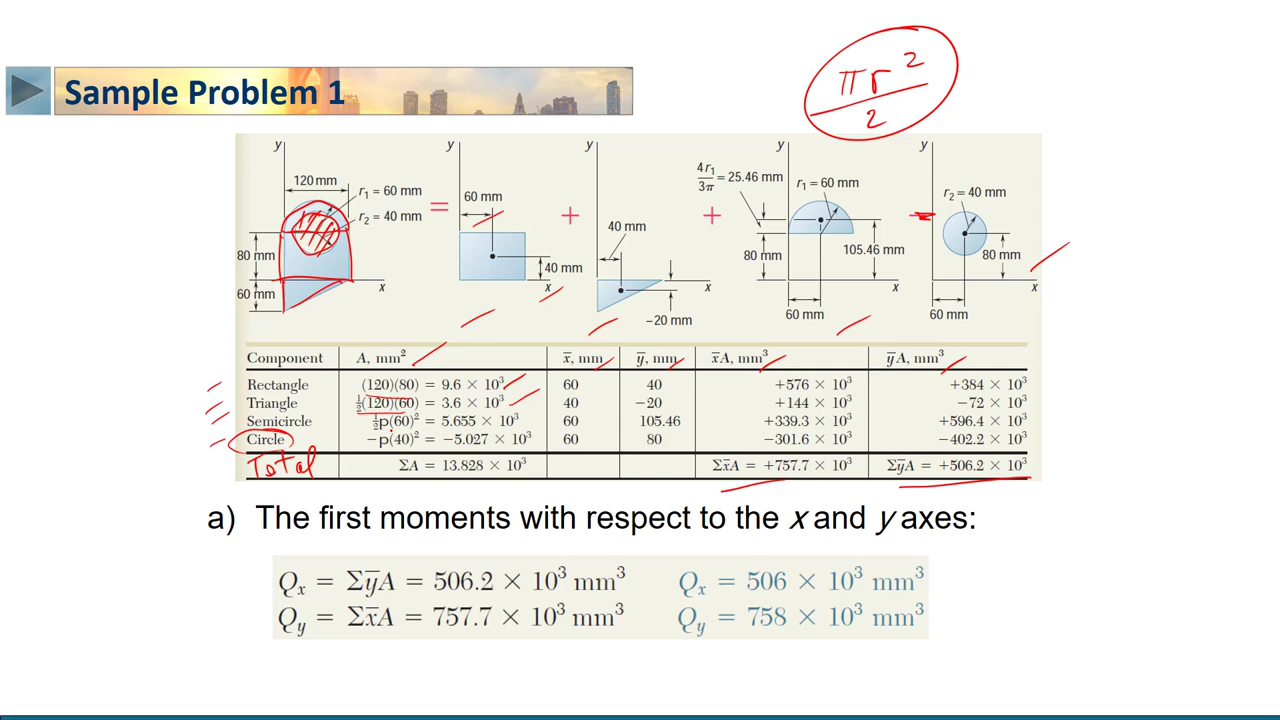 πr²/2
Sample Problem 1
y y y y y
120 mm
r₁ = 60 mm
r₂ = 40 mm
80 mm
60 mm
x
=
60 mm
40 mm
x
+
40 mm
−20 mm
x
+
4r₁/3π = 25.46 mm
r₁ = 60 mm
80 mm
105.46 mm
60 mm
x
−
r₂ = 40 mm
80 mm
60 mm
x
Component A, mm² x̄, mm ȳ, mm x̄A, mm³ ȳA, mm³
Rectangle (120)(80) = 9.6 × 10³ 60 40 +576 × 10³ +384 × 10³
Triangle ½(120)(60) = 3.6 × 10³ 40 −20 +144 × 10³ −72 × 10³
Semicircle ½p(60)² = 5.655 × 10³ 60 105.46 +339.3 × 10³ +596.4 × 10³
Circle −p(40)² = −5.027 × 10³ 60 80 −301.6 × 10³ −402.2 × 10³
Total ΣA = 13.828 × 10³ Σx̄A = +757.7 × 10³ ΣȳA = +506.2 × 10³
a) The first moments with respect to the x and y axes:
Qₓ = ΣȳA = 506.2 × 10³ mm³ Qₓ = 506 × 10³ mm³
Qᵧ = Σx̄A = 757.7 × 10³ mm³ Qᵧ = 758 × 10³ mm³